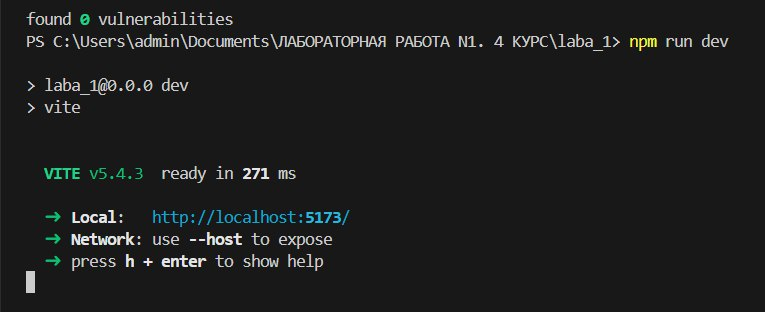 found 0 vulnerabilities
PS C:\Users\admin\Documents\ЛАБОРАТОРНАЯ РАБОТА N1. 4 КУРС\laba_1> npm run dev
> laba_1@0.0.0 dev
> vite
VITE v5.4.3 ready in 271 ms
➜ Local: http://localhost:5173/
➜ Network: use --host to expose
➜ press h + enter to show help